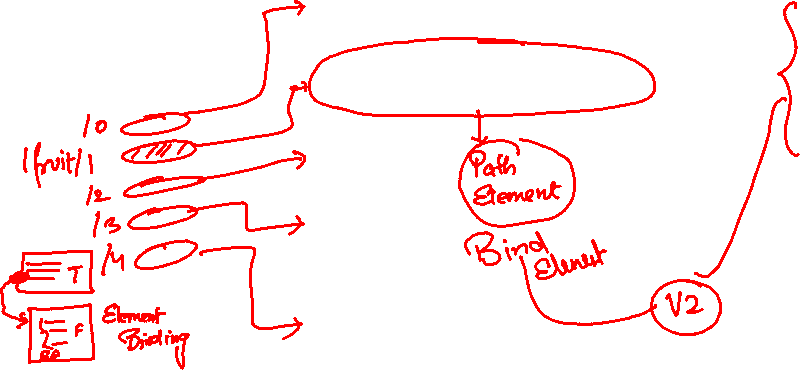 /0
/fruit/1
/2
/3
/4
Path
Element
Bind
Element
T
F
Element
Binding
V2